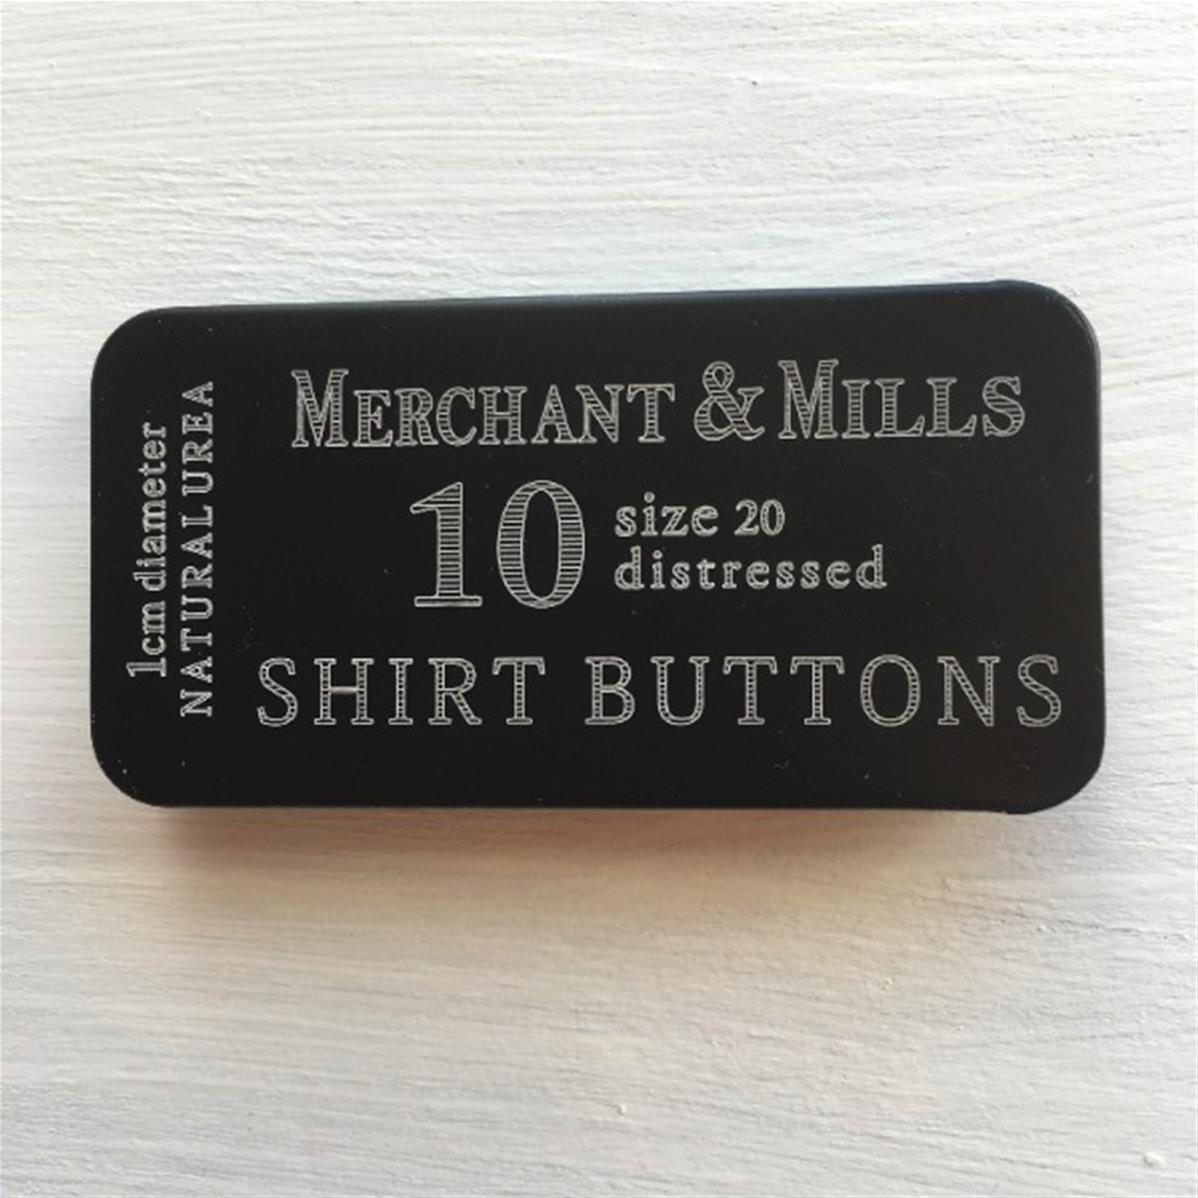 MERCHANT & MILLS
10 size 20
distressed
SHIRT BUTTONS
1cm diameter
NATURAL UREA